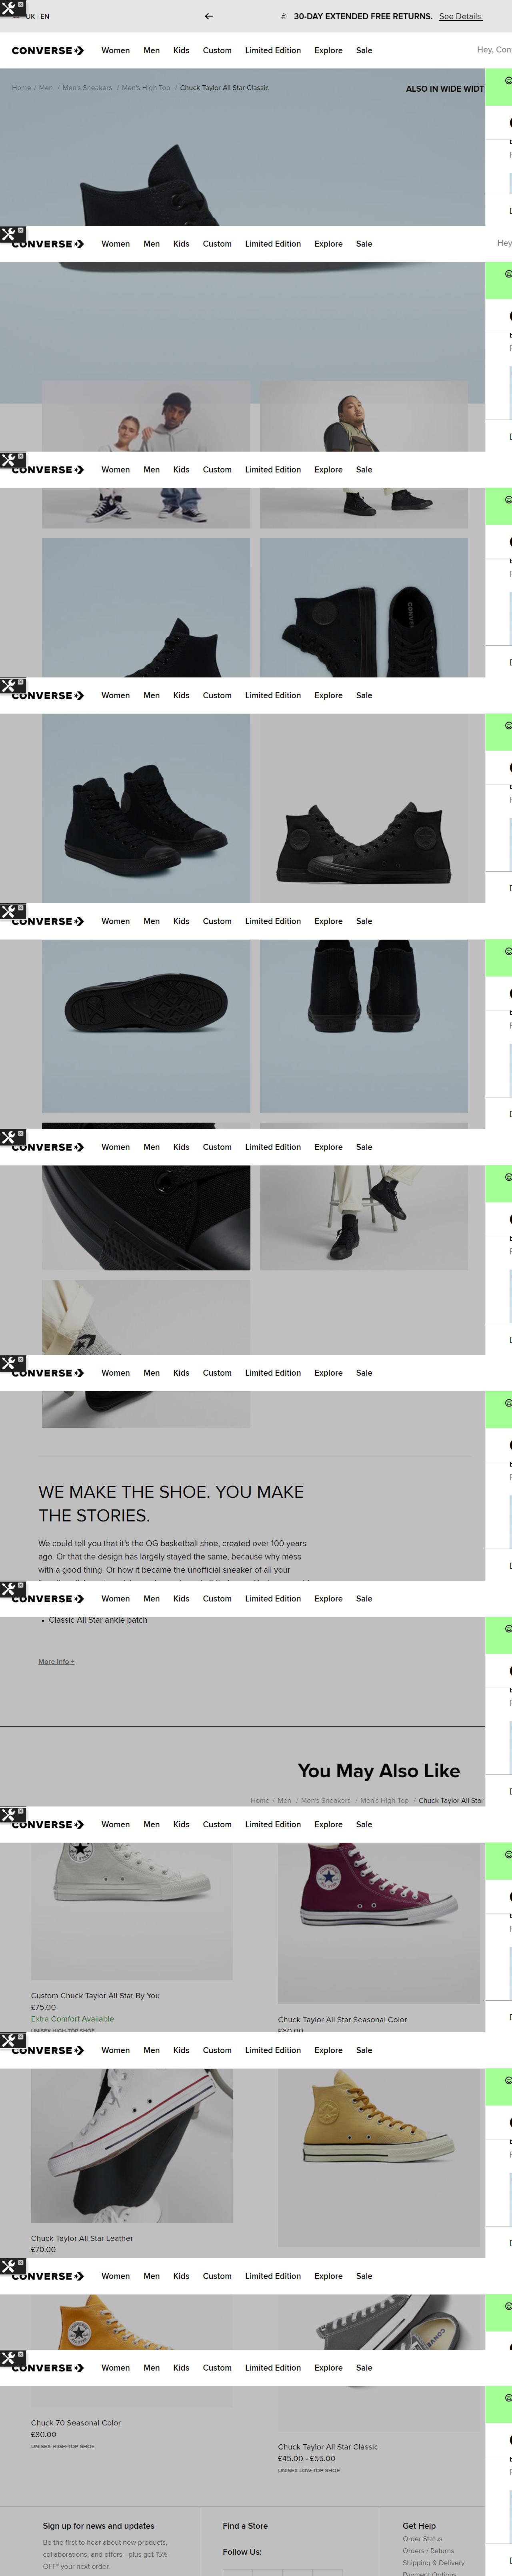 UK | EN
30-DAY EXTENDED FREE RETURNS. See Details.
CONVERSE Women Men Kids Custom Limited Edition Explore Sale
Home / Men / Men's Sneakers / Men's High Top / Chuck Taylor All Star Classic
CONVERSE Women Men Kids Custom Limited Edition Explore Sale
Hey
CONVERSE Women Men Kids Custom Limited Edition Explore Sale
CONVERSE Women Men Kids Custom Limited Edition Explore Sale
CONVERSE Women Men Kids Custom Limited Edition Explore Sale
CONVERSE Women Men Kids Custom Limited Edition Explore Sale
CONVERSE Women Men Kids Custom Limited Edition Explore Sale
WE MAKE THE SHOE. YOU MAKE
THE STORIES.
We could tell you that it's the OG basketball shoe, created over 100 years
ago. Or that the design has largely stayed the same, because why mess
with a good thing. Or how it became the unofficial sneaker of all your
CONVERSE Women Men Kids Custom Limited Edition Explore Sale
• Classic All Star ankle patch
More Info +
You May Also Like
Home / Men / Men's Sneakers / Men's High Top / Chuck Taylor All Star
CONVERSE Women Men Kids Custom Limited Edition Explore Sale
Custom Chuck Taylor All Star By You
£75.00
Extra Comfort Available
UNISEX HIGH-TOP SHOE
Chuck Taylor All Star Seasonal Color
£60.00
CONVERSE Women Men Kids Custom Limited Edition Explore Sale
Chuck Taylor All Star Leather
£70.00
CONVERSE Women Men Kids Custom Limited Edition Explore Sale
CONVERSE Women Men Kids Custom Limited Edition Explore Sale
Chuck 70 Seasonal Color
£80.00
UNISEX HIGH-TOP SHOE
Chuck Taylor All Star Classic
£45.00 - £55.00
UNISEX LOW-TOP SHOE
Sign up for news and updates
Be the first to hear about new products,
collaborations, and offers—plus get 15%
OFF* your next order.
Find a Store
Follow Us:
Get Help
Order Status
Orders / Returns
Shipping & Delivery
Payment Options